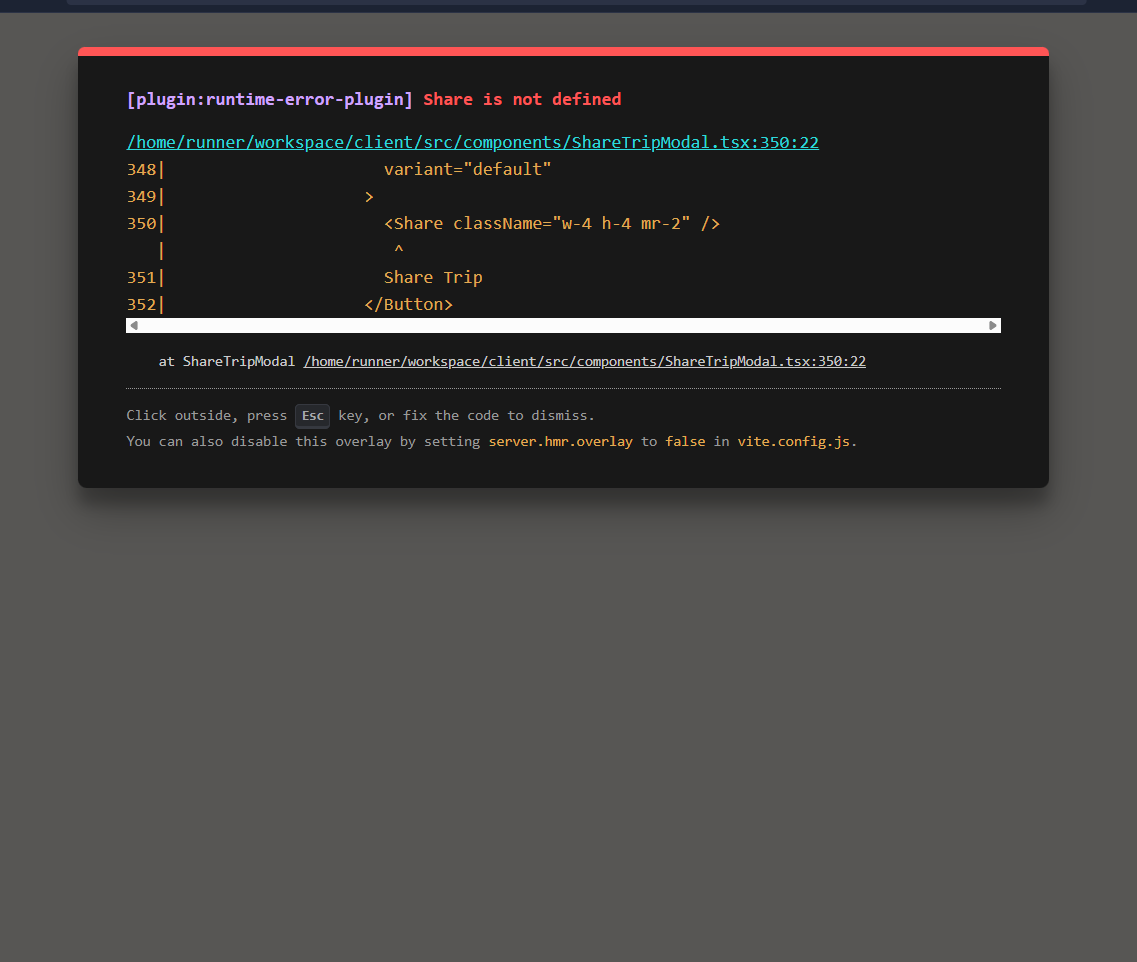 [plugin:runtime-error-plugin] Share is not defined
/home/runner/workspace/client/src/components/ShareTripModal.tsx:350:22
348|                      variant="default"
349|                    >
350|                      <Share className="w-4 h-4 mr-2" />
   |                       ^
351|                      Share Trip
352|                    </Button>
at ShareTripModal /home/runner/workspace/client/src/components/ShareTripModal.tsx:350:22
Click outside, press Esc key, or fix the code to dismiss.
You can also disable this overlay by setting server.hmr.overlay to false in vite.config.js.